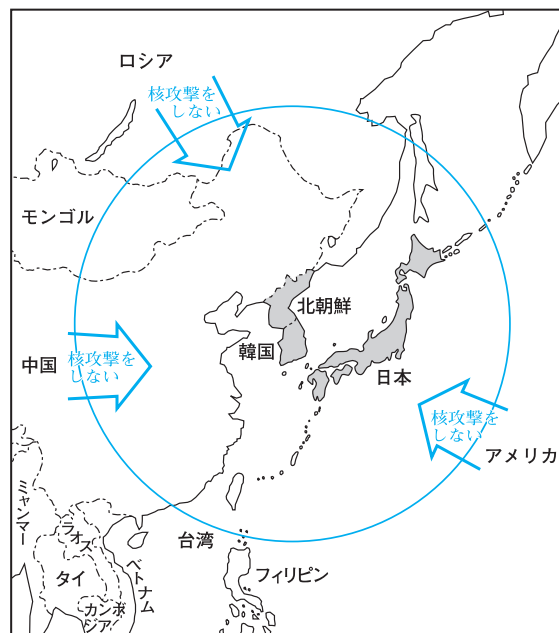 ロシア
核攻撃を
しない
モンゴル
北朝鮮
韓国
日本
中国
核攻撃を
しない
核攻撃を
しない
アメリカ
ミャンマー
ラオス
タイ
カンボ
ジア
ベトナム
台湾
フィリピン